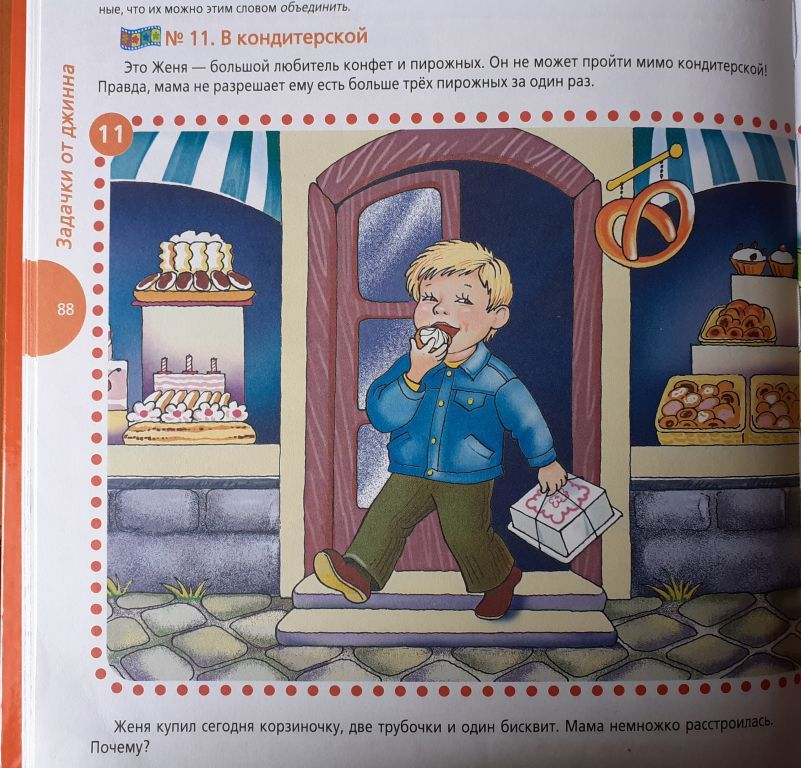 ные, что их можно этим словом объединить.
№ 11. В кондитерской
Это Женя — большой любитель конфет и пирожных. Он не может пройти мимо кондитерской!
Правда, мама не разрешает ему есть больше трёх пирожных за один раз.
Задачки от джинна
11
88
Женя купил сегодня корзиночку, две трубочки и один бисквит. Мама немножко расстроилась.
Почему?